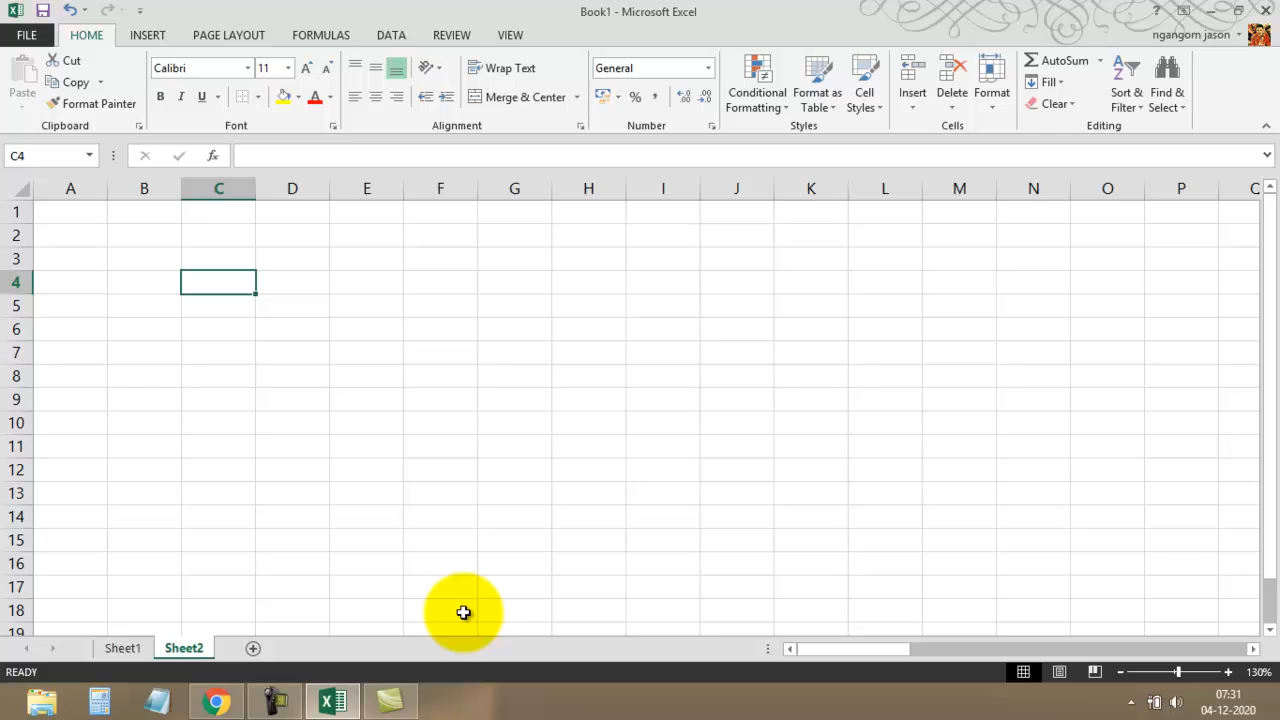 Book1 - Microsoft Excel
?
FILE HOME INSERT PAGE LAYOUT FORMULAS DATA REVIEW VIEW ngangom jason
Paste Cut Copy Format Painter Clipboard
Calibri 11 B I U A Font
Wrap Text Merge & Center Alignment
General % , Number
Conditional Formatting Format as Table Cell Styles Styles
Insert Delete Format Cells
AutoSum Fill Clear Sort & Filter Find & Select Editing
C4 fx
A B C D E F G H I J K L M N O P
1
2
3
4
5
6
7
8
9
10
11
12
13
14
15
16
17
18
19
Sheet1 Sheet2
READY 130%
07:31
04-12-2020